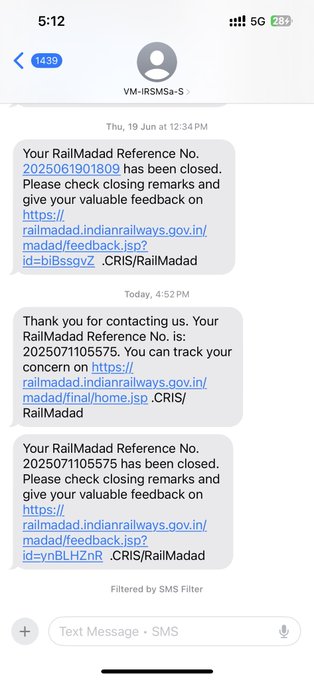 5:12
5G
28
1439
VM-IRSMSa-S
Thu, 19 Jun at 12:34 PM
Your RailMadad Reference No.
2025061901809 has been closed.
Please check closing remarks and
give your valuable feedback on
https://
railmadad.indianrailways.gov.in/
madad/feedback.jsp?
id=biBssgvZ .CRIS/RailMadad
Today, 4:52 PM
Thank you for contacting us. Your
RailMadad Reference No. is:
2025071105575. You can track your
concern on https://
railmadad.indianrailways.gov.in/
madad/final/home.jsp .CRIS/
RailMadad
Your RailMadad Reference No.
2025071105575 has been closed.
Please check closing remarks and
give your valuable feedback on
https://
railmadad.indianrailways.gov.in/
madad/feedback.jsp?
id=ynBLHZnR .CRIS/RailMadad
Filtered by SMS Filter
Text Message • SMS